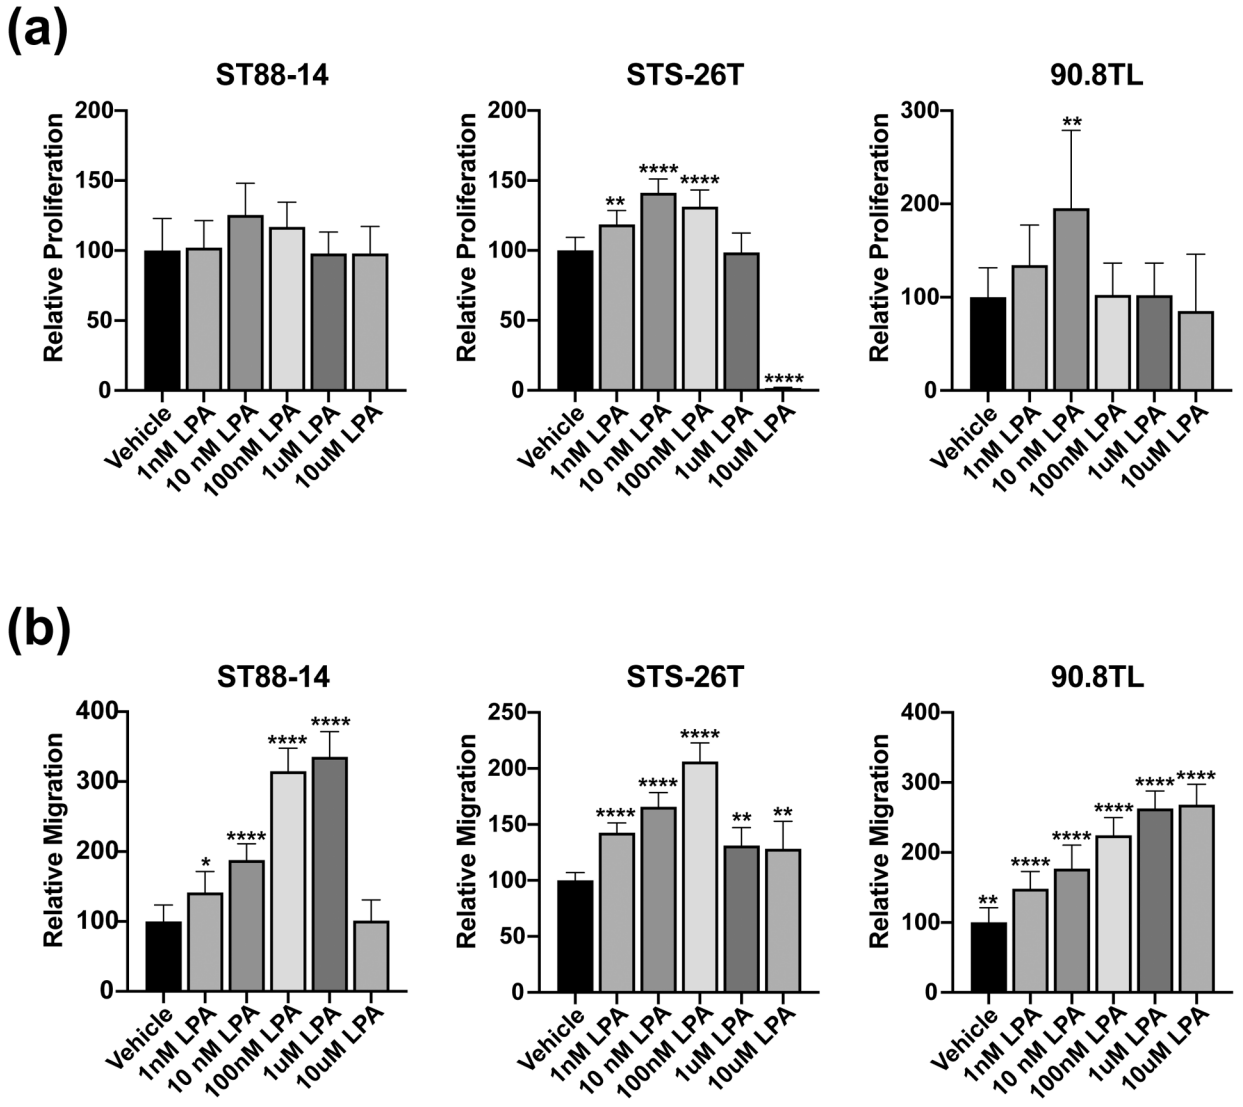 (a)
ST88-14
Relative Proliferation
200
150
100
50
0
Vehicle
1nM LPA
10 nM LPA
100nM LPA
1uM LPA
10uM LPA
STS-26T
Relative Proliferation
200
150
100
50
0
**
****
****
****
Vehicle
1nM LPA
10 nM LPA
100nM LPA
1uM LPA
10uM LPA
90.8TL
Relative Proliferation
300
200
100
0
**
Vehicle
1nM LPA
10 nM LPA
100nM LPA
1uM LPA
10uM LPA
(b)
ST88-14
Relative Migration
400
300
200
100
0
*
****
****
****
Vehicle
1nM LPA
10 nM LPA
100nM LPA
1uM LPA
10uM LPA
STS-26T
Relative Migration
250
200
150
100
50
0
****
****
****
**
**
Vehicle
1nM LPA
10 nM LPA
100nM LPA
1uM LPA
10uM LPA
90.8TL
Relative Migration
400
300
200
100
0
**
****
****
****
****
****
Vehicle
1nM LPA
10 nM LPA
100nM LPA
1uM LPA
10uM LPA